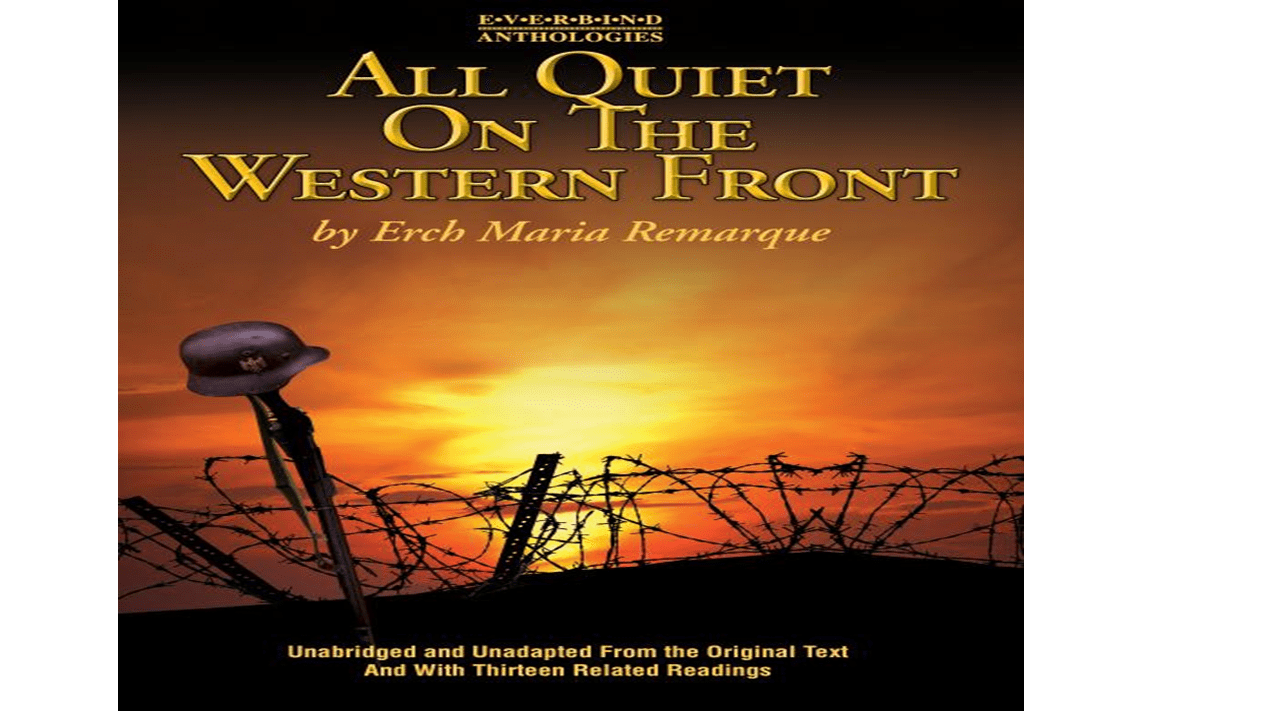 E•V•E•R•B•I•N•D
ANTHOLOGIES
ALL QUIET
ON THE
WESTERN FRONT
by Erch Maria Remarque
Unabridged and Unadapted From the Original Text
And With Thirteen Related Readings